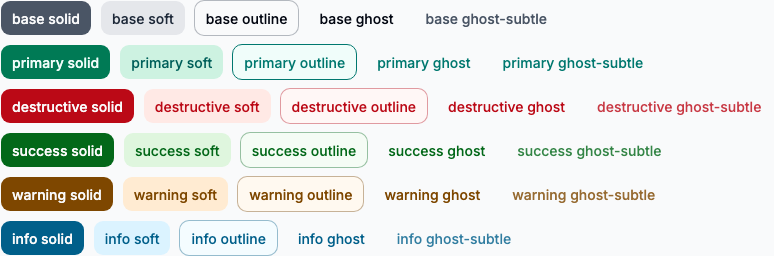 base solid base soft base outline base ghost base ghost-subtle
primary solid primary soft primary outline primary ghost primary ghost-subtle
destructive solid destructive soft destructive outline destructive ghost destructive ghost-subtle
success solid success soft success outline success ghost success ghost-subtle
warning solid warning soft warning outline warning ghost warning ghost-subtle
info solid info soft info outline info ghost info ghost-subtle